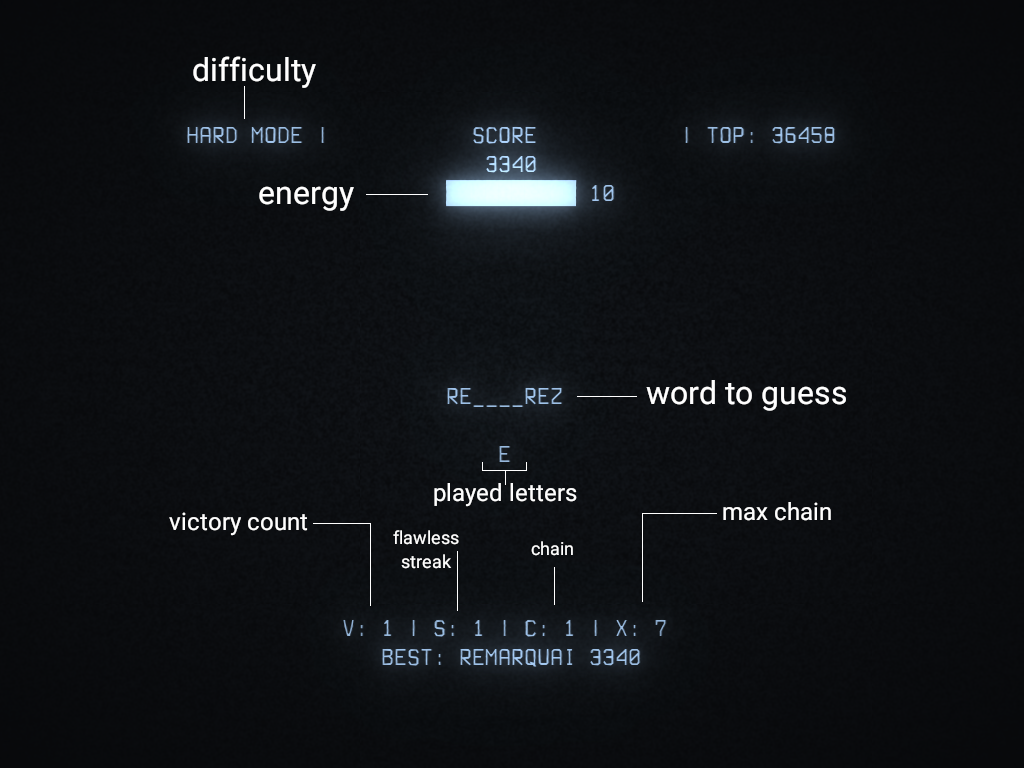 difficulty
HARD MODE | SCORE | TOP: 36458
3340
energy 10
RE____REZ word to guess
E
played letters
victory count
max chain
flawless
streak
chain
V: 1 | S: 1 | C: 1 | X: 7
BEST: REMARQUAI 3340